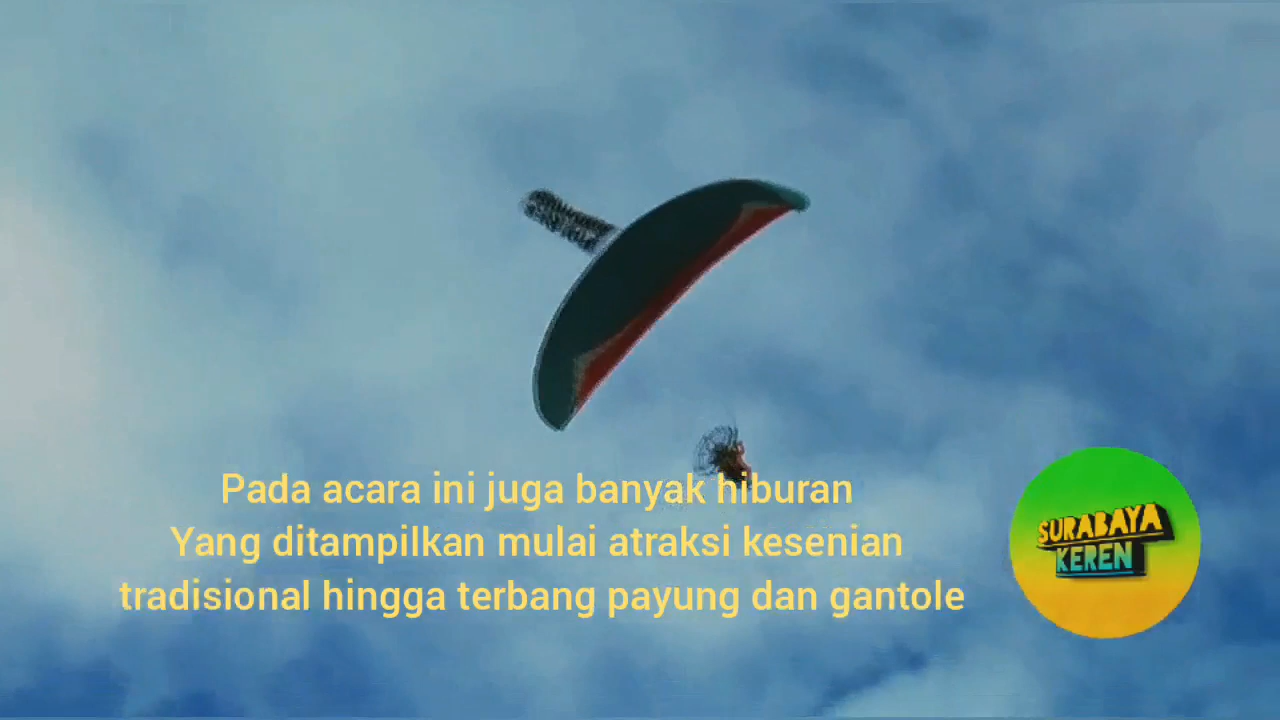 Pada acara ini juga banyak hiburan
Yang ditampilkan mulai atraksi kesenian
tradisional hingga terbang payung dan gantole
SURABAYA
KEREN